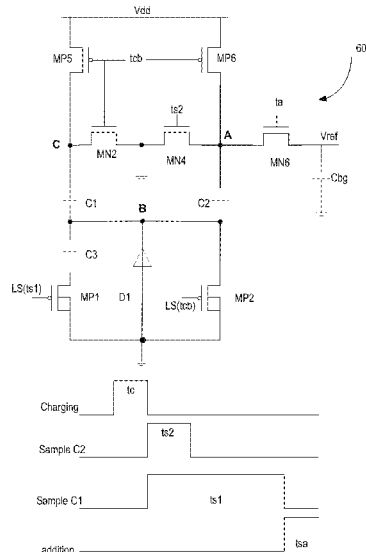 Vdd
MP5
tcb
MP6
60
ts2
ta
C
A
Vref
MN2
MN4
MN6
Cbg
C1
B
C2
C3
LS(ts1)
MP1
D1
LS(tcb)
MP2
tc
Charging
ts2
Sample C2
Sample C1
ts1
tsa
addition